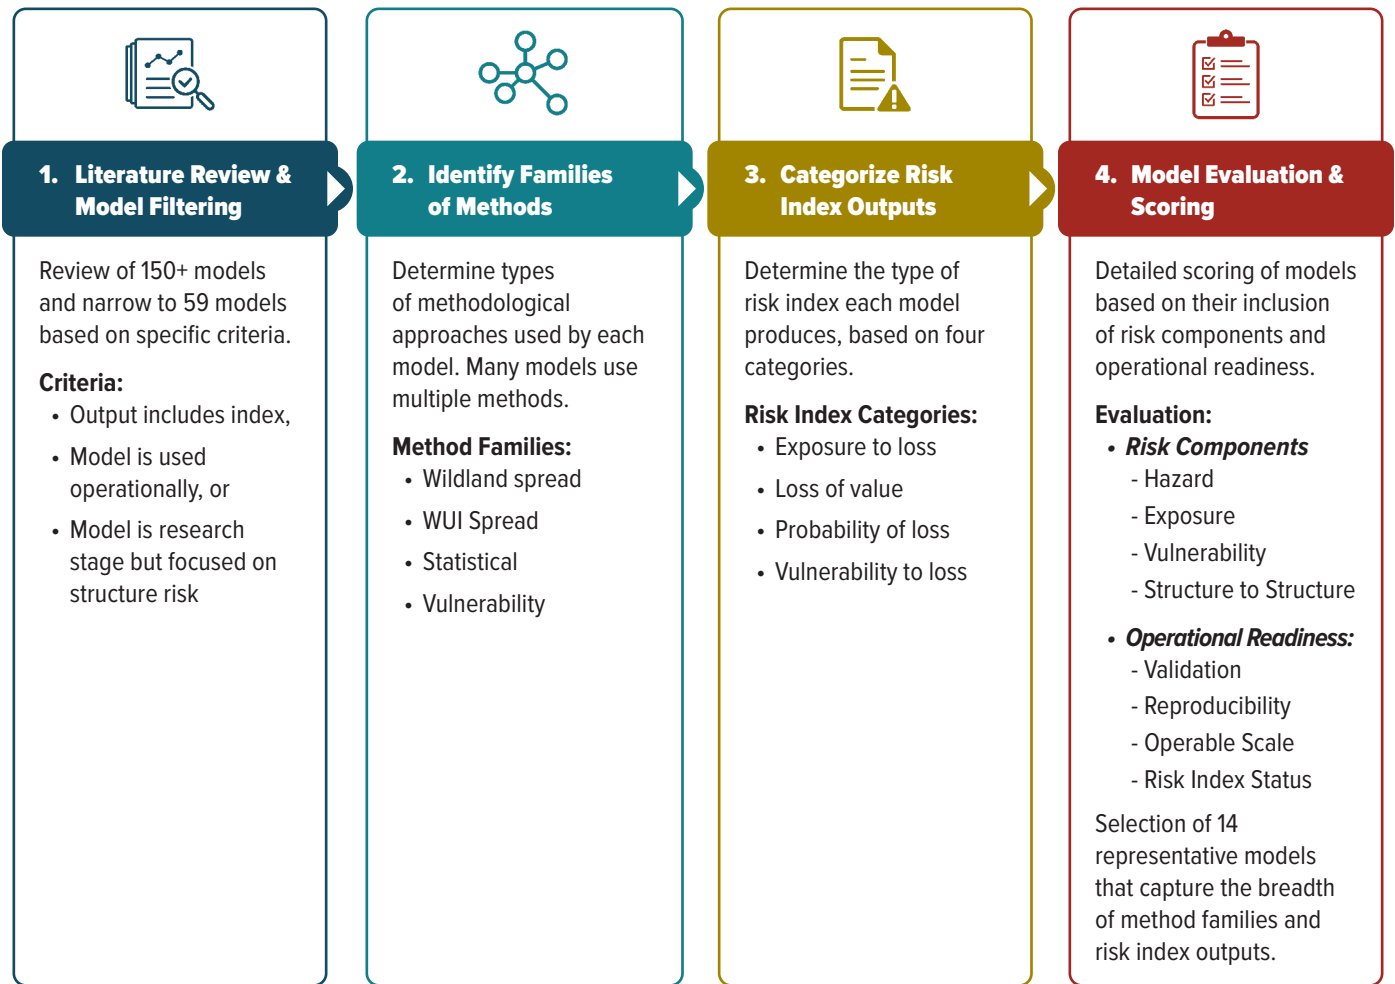 1. Literature Review &
Model Filtering
Review of 150+ models
and narrow to 59 models
based on specific criteria.
Criteria:
• Output includes index,
• Model is used
operationally, or
• Model is research
stage but focused on
structure risk
2. Identify Families
of Methods
Determine types
of methodological
approaches used by each
model. Many models use
multiple methods.
Method Families:
• Wildland spread
• WUI Spread
• Statistical
• Vulnerability
3. Categorize Risk
Index Outputs
Determine the type of
risk index each model
produces, based on four
categories.
Risk Index Categories:
• Exposure to loss
• Loss of value
• Probability of loss
• Vulnerability to loss
4. Model Evaluation &
Scoring
Detailed scoring of models
based on their inclusion
of risk components and
operational readiness.
Evaluation:
• Risk Components
- Hazard
- Exposure
- Vulnerability
- Structure to Structure
• Operational Readiness:
- Validation
- Reproducibility
- Operable Scale
- Risk Index Status
Selection of 14
representative models
that capture the breadth
of method families and
risk index outputs.